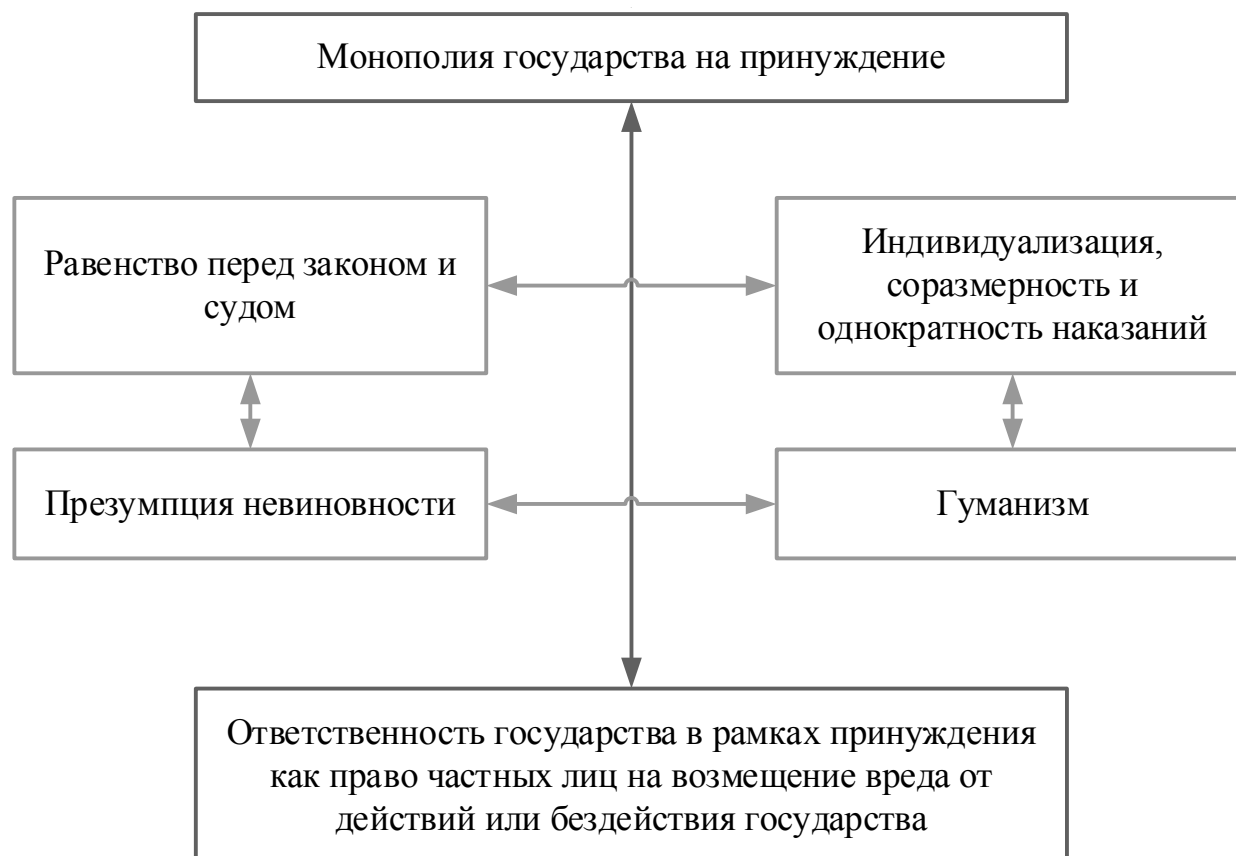 Монополия государства на принуждение
Равенство перед законом и
судом
Индивидуализация,
соразмерность и
однократность наказаний
Презумпция невиновности
Гуманизм
Ответственность государства в рамках принуждения
как право частных лиц на возмещение вреда от
действий или бездействия государства